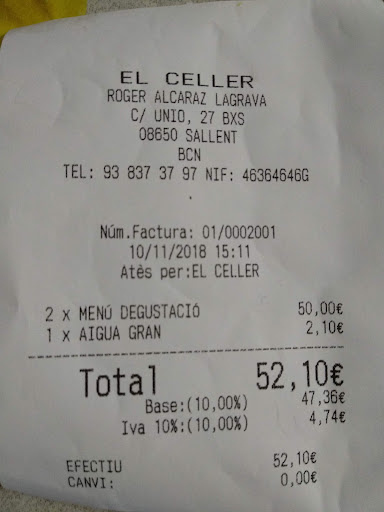 EL CELLER
ROGER ALCARAZ LAGRAVA
C/ UNIO, 27 BXS
08650 SALLENT
BCN
TEL: 93 837 37 97 NIF: 46364646G
Núm.Factura: 01/0002001
10/11/2018 15:11
Atès per:EL CELLER
2 x MENÚ DEGUSTACIÓ 50,00€
1 x AIGUA GRAN 2,10€
Total 52,10€
Base:(10,00%) 47,36€
Iva 10%:(10,00%) 4,74€
EFECTIU 52,10€
CANVI: 0,00€